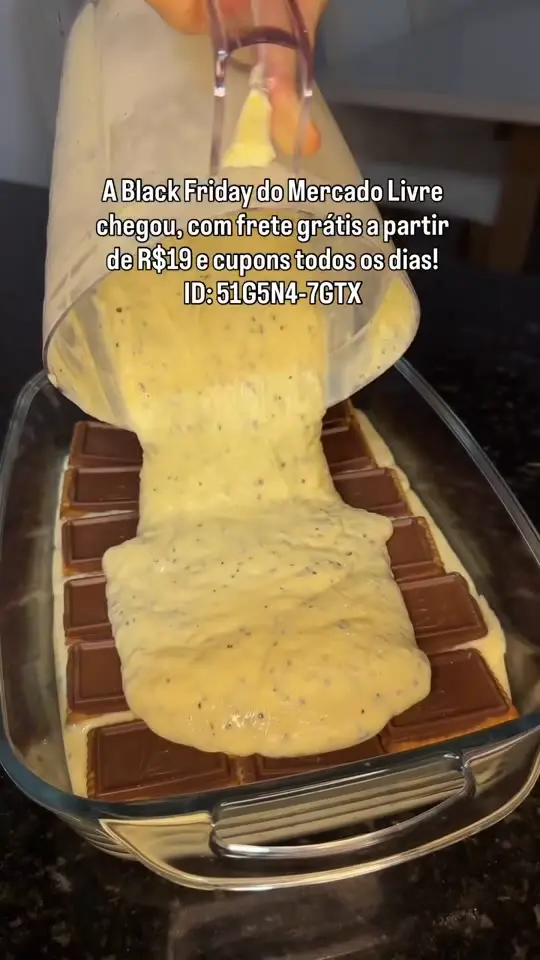 A Black Friday do Mercado Livre
chegou, com frete grátis a partir
de R$19 e cupons todos os dias!
ID: 51G5N4-7GTX